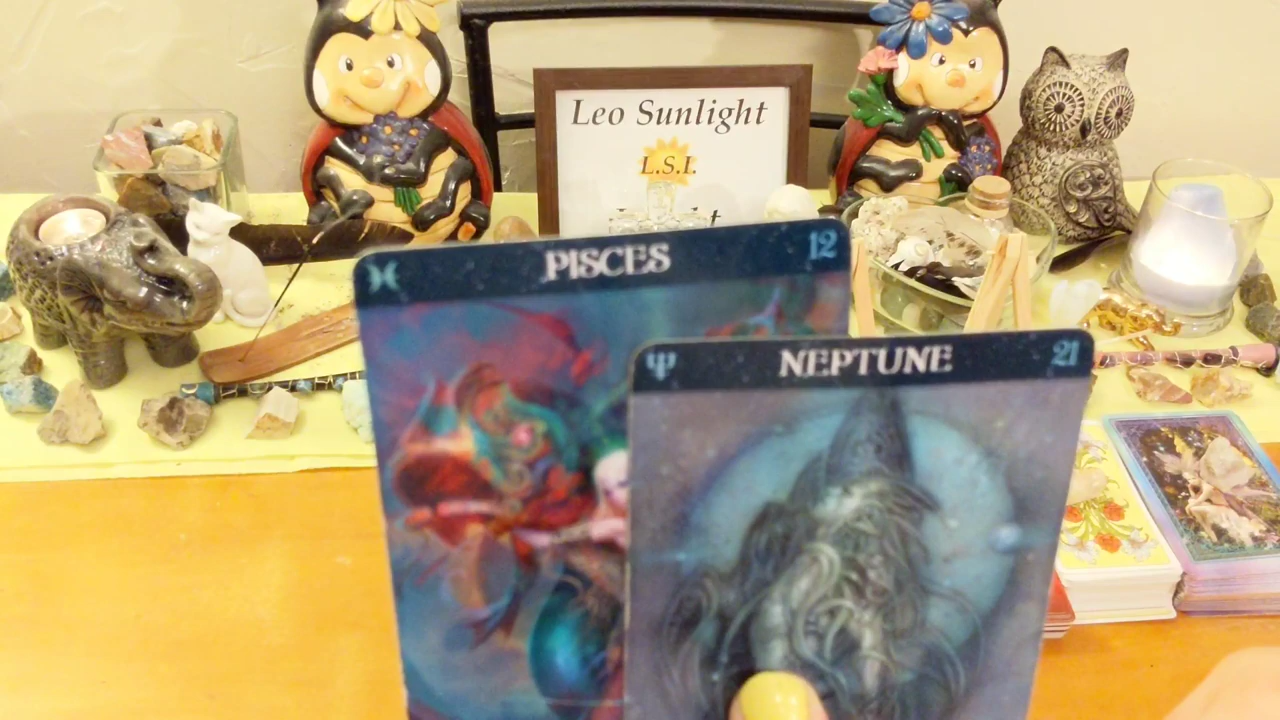 Leo Sunlight
L.S.I.
♓ PISCES 12
♆ NEPTUNE 21